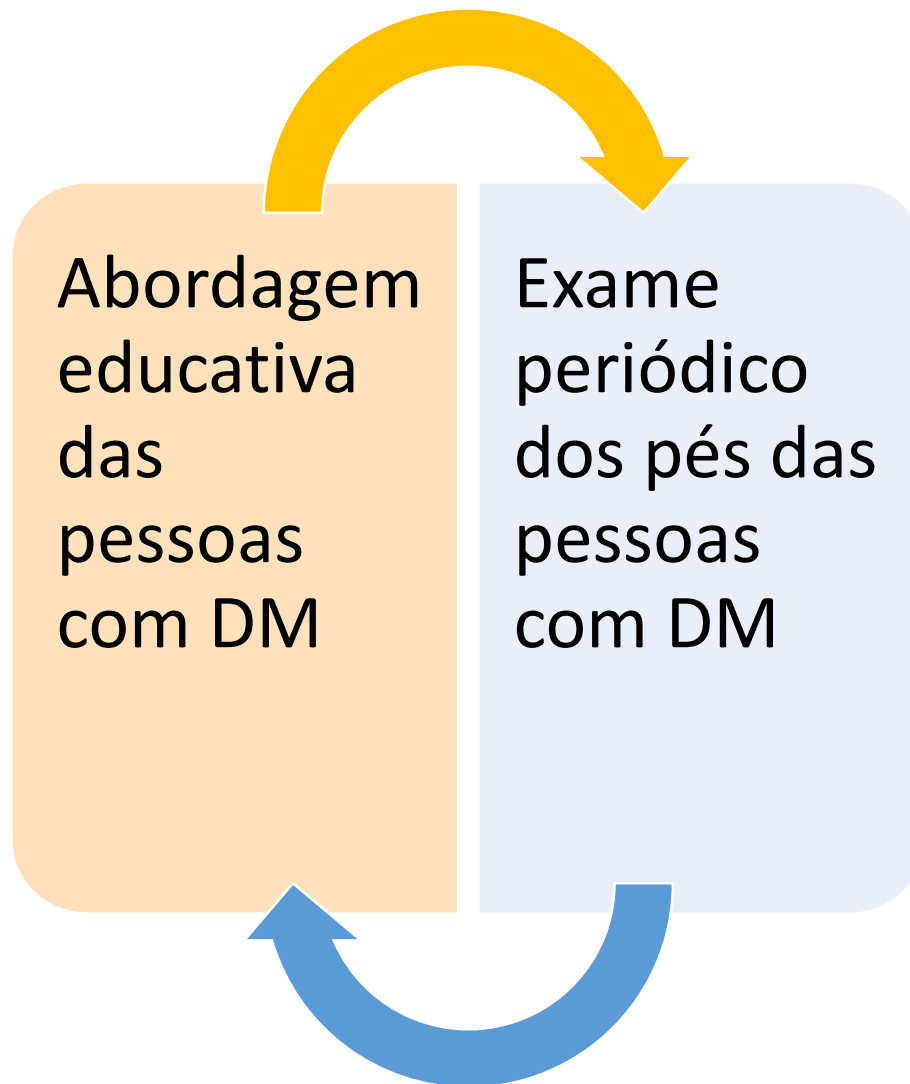 Abordagem
educativa
das
pessoas
com DM
Exame
periódico
dos pés das
pessoas
com DM